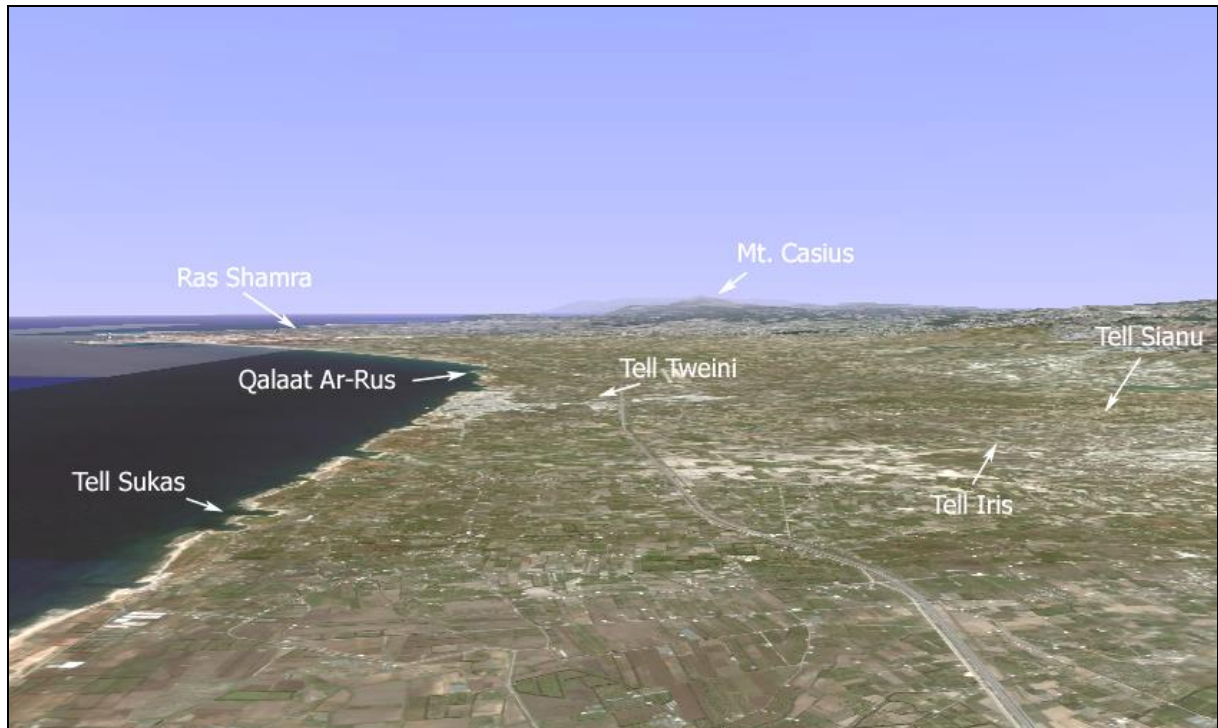 Mt. Casius
Ras Shamra
Tell Sianu
Tell Tweini
Qalaat Ar-Rus
Tell Sukas
Tell Iris